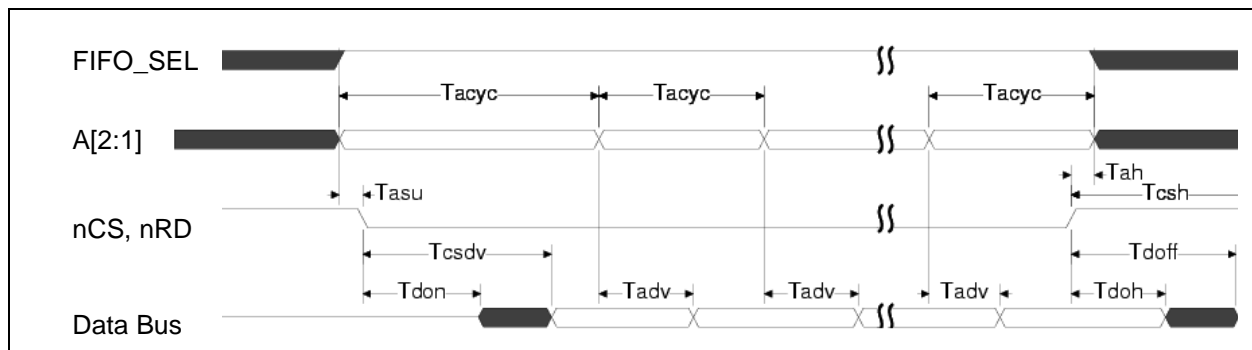 FIFO_SEL
Tacyc Tacyc Tacyc
A[2:1]
Tah
Tasu Tcsh
nCS, nRD
Tcsdv Tdoff
Tdon Tadv Tadv Tadv Tdoh
Data Bus